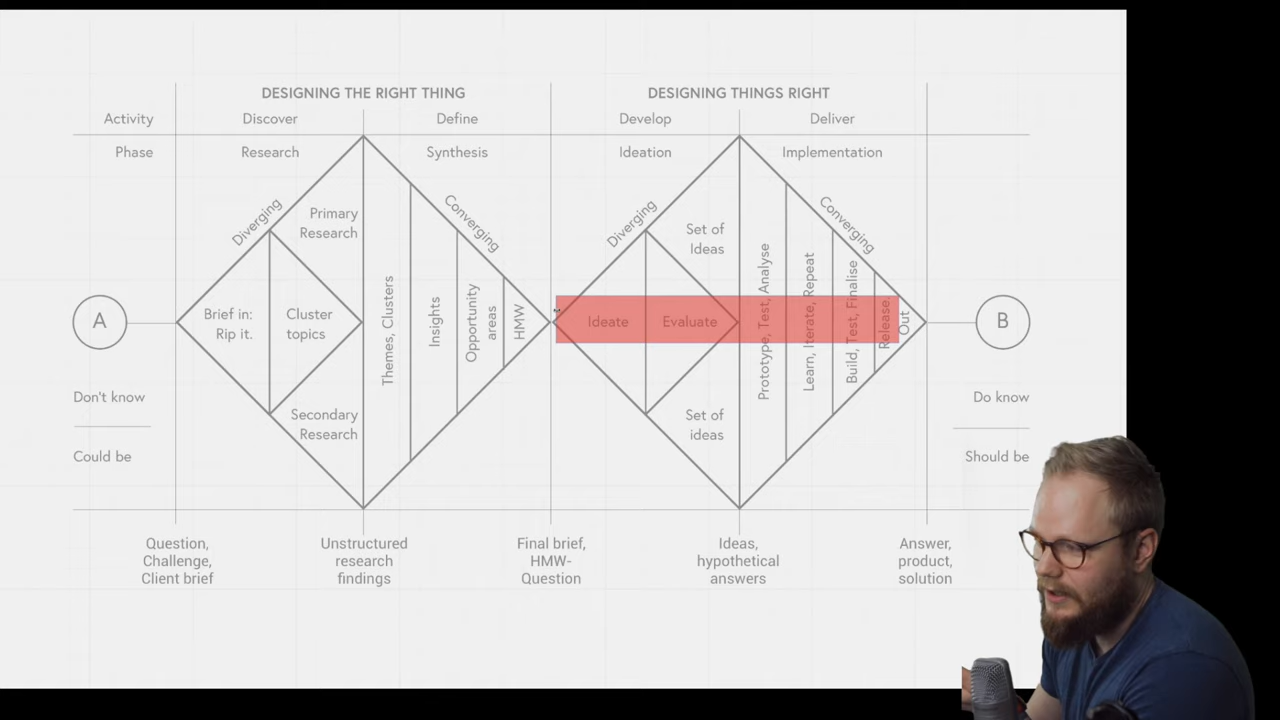 DESIGNING THE RIGHT THING
DESIGNING THINGS RIGHT
Activity
Discover
Define
Develop
Deliver
Phase
Research
Synthesis
Ideation
Implementation
Diverging
Primary
Research
Converging
Diverging
Set of
Ideas
Converging
A
Brief in:
Rip it.
Cluster
topics
Themes, Clusters
Insights
Opportunity
areas
HMW
Ideate
Evaluate
Prototype, Test, Analyse
Learn, Iterate, Repeat
Build, Test, Finalise
Release.
Out
B
Don't know
Could be
Secondary
Research
Set of
ideas
Do know
Should be
Question,
Challenge,
Client brief
Unstructured
research
findings
Final brief,
HMW-
Question
Ideas,
hypothetical
answers
Answer,
product,
solution